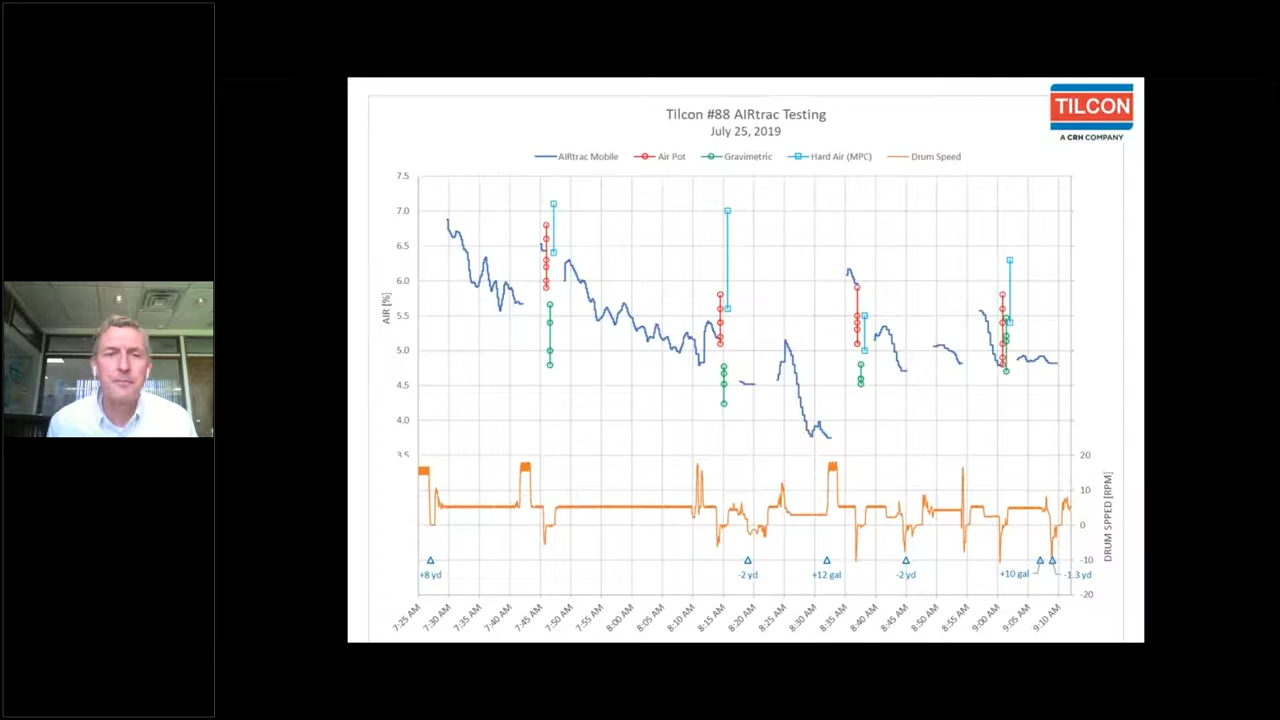 Tilcon #88 AIRtrac Testing
July 25, 2019
TILCON
A CRH COMPANY
AIRtrac Mobile Air Pot Gravimetric Hard Air (MPC) Drum Speed
7.5
7.0
6.5
6.0
5.5
5.0
4.5
4.0
3.5
AIR [%]
20
10
0
-10
-20
DRUM SPPED [RPM]
+8 yd -2 yd +12 gal -2 yd +10 gal -1.3 yd
7:25 AM 7:30 AM 7:35 AM 7:40 AM 7:45 AM 7:50 AM 7:55 AM 8:00 AM 8:05 AM 8:10 AM 8:15 AM 8:20 AM 8:25 AM 8:30 AM 8:35 AM 8:40 AM 8:45 AM 8:50 AM 8:55 AM 9:00 AM 9:05 AM 9:10 AM